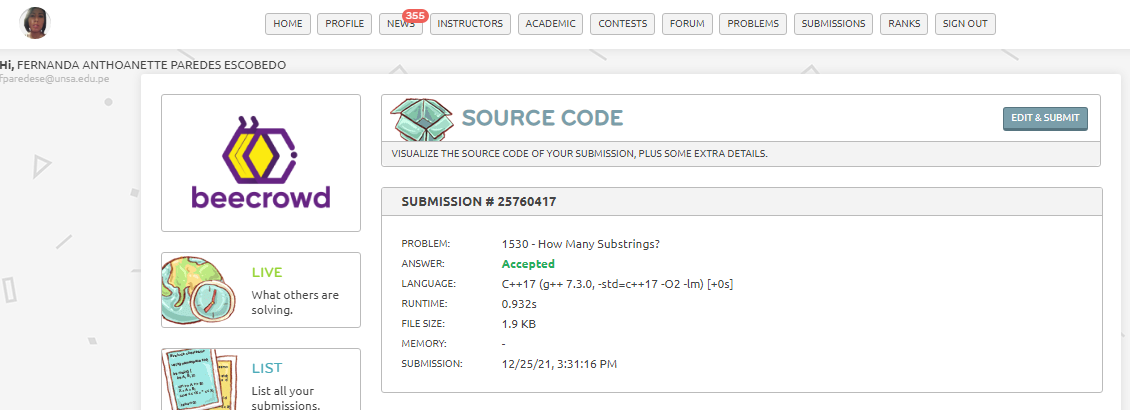 HOME PROFILE NEWS 355 INSTRUCTORS ACADEMIC CONTESTS FORUM PROBLEMS SUBMISSIONS RANKS SIGN OUT
Hi, FERNANDA ANTHOANETTE PAREDES ESCOBEDO
fparedese@unsa.edu.pe
beecrowd
SOURCE CODE
EDIT & SUBMIT
VISUALIZE THE SOURCE CODE OF YOUR SUBMISSION, PLUS SOME EXTRA DETAILS.
SUBMISSION # 25760417
PROBLEM: 1530 - How Many Substrings?
ANSWER: Accepted
LANGUAGE: C++17 (g++ 7.3.0, -std=c++17 -O2 -lm) [+0s]
RUNTIME: 0.932s
FILE SIZE: 1.9 KB
MEMORY: -
SUBMISSION: 12/25/21, 3:31:16 PM
LIVE
What others are
solving.
LIST
List all your
submissions.